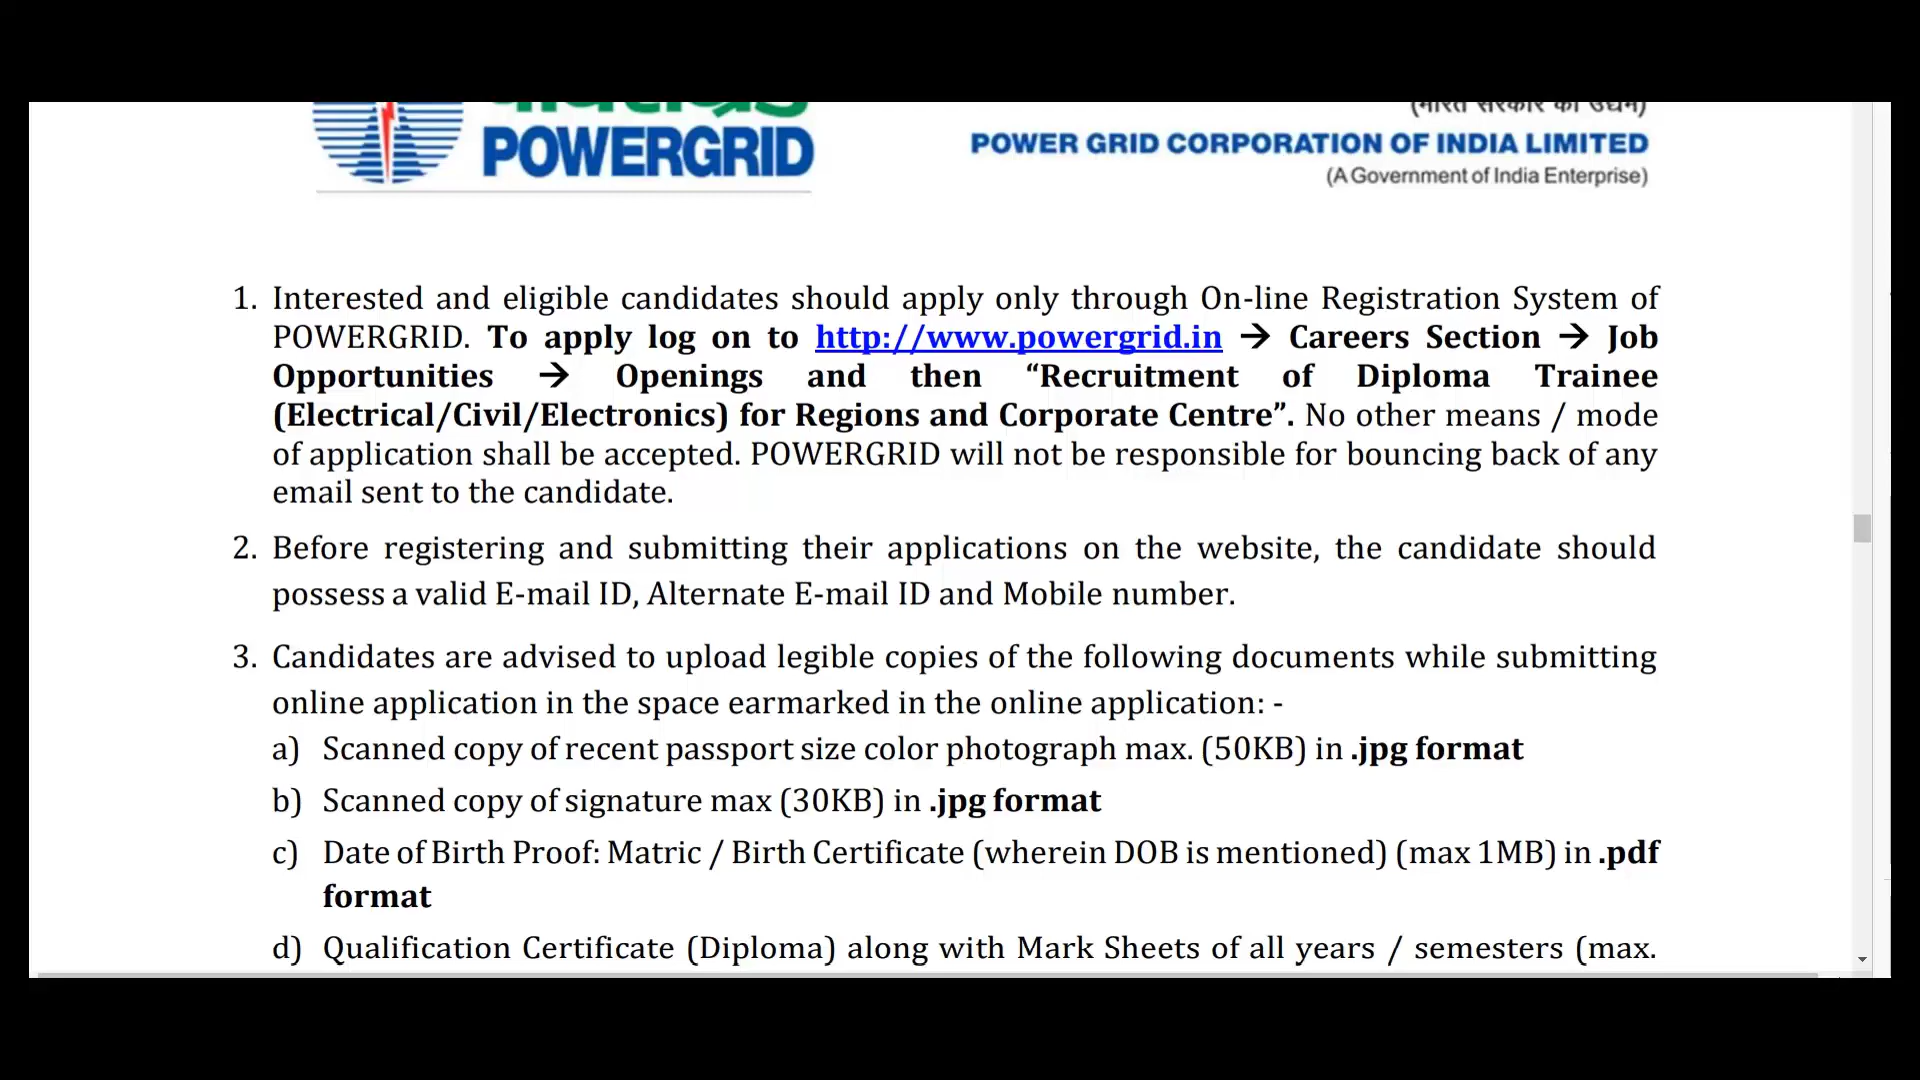 POWERGRID
(भारत सरकार का उद्यम)
POWER GRID CORPORATION OF INDIA LIMITED
(A Government of India Enterprise)
1. Interested and eligible candidates should apply only through On-line Registration System of
POWERGRID. To apply log on to http://www.powergrid.in → Careers Section → Job
Opportunities → Openings and then “Recruitment of Diploma Trainee
(Electrical/Civil/Electronics) for Regions and Corporate Centre”. No other means / mode
of application shall be accepted. POWERGRID will not be responsible for bouncing back of any
email sent to the candidate.
2. Before registering and submitting their applications on the website, the candidate should
possess a valid E-mail ID, Alternate E-mail ID and Mobile number.
3. Candidates are advised to upload legible copies of the following documents while submitting
online application in the space earmarked in the online application: -
a) Scanned copy of recent passport size color photograph max. (50KB) in .jpg format
b) Scanned copy of signature max (30KB) in .jpg format
c) Date of Birth Proof: Matric / Birth Certificate (wherein DOB is mentioned) (max 1MB) in .pdf
format
d) Qualification Certificate (Diploma) along with Mark Sheets of all years / semesters (max.